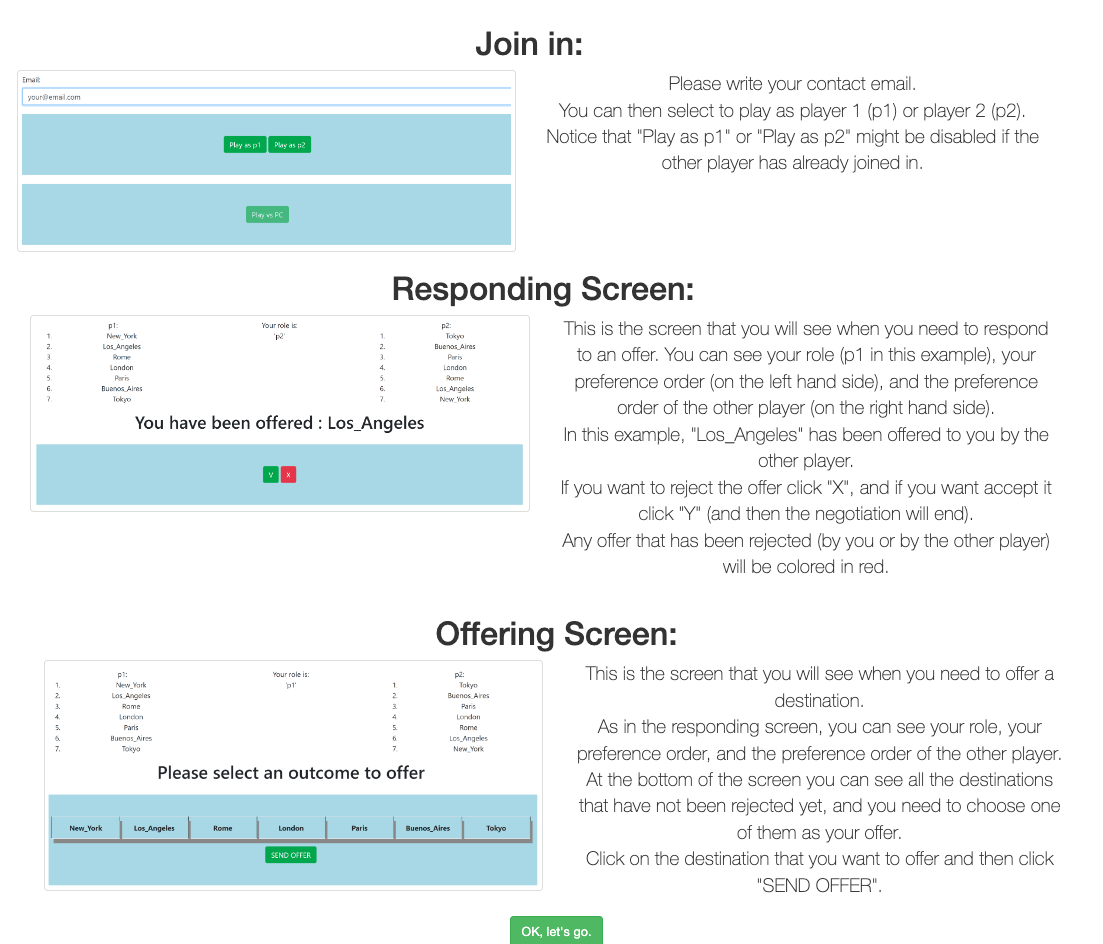 Join in:
Email:
your@email.com
Play as p1 Play as p2
Play vs PC
Please write your contact email.
You can then select to play as player 1 (p1) or player 2 (p2).
Notice that "Play as p1" or "Play as p2" might be disabled if the
other player has already joined in.
Responding Screen:
p1: Your role is: p2:
1. New_York 'p2' 1. Tokyo
2. Los_Angeles 2. Buenos_Aires
3. Rome 3. Paris
4. London 4. London
5. Paris 5. Rome
6. Buenos_Aires 6. Los_Angeles
7. Tokyo 7. New_York
You have been offered : Los_Angeles
V X
This is the screen that you will see when you need to respond
to an offer. You can see your role (p1 in this example), your
preference order (on the left hand side), and the preference
order of the other player (on the right hand side).
In this example, "Los_Angeles" has been offered to you by the
other player.
If you want to reject the offer click "X", and if you want accept it
click "Y" (and then the negotiation will end).
Any offer that has been rejected (by you or by the other player)
will be colored in red.
Offering Screen:
p1: Your role is: p2:
1. New_York 'p1' 1. Tokyo
2. Los_Angeles 2. Buenos_Aires
3. Rome 3. Paris
4. London 4. London
5. Paris 5. Rome
6. Buenos_Aires 6. Los_Angeles
7. Tokyo 7. New_York
Please select an outcome to offer
New_York Los_Angeles Rome London Paris Buenos_Aires Tokyo
SEND OFFER
This is the screen that you will see when you need to offer a
destination.
As in the responding screen, you can see your role, your
preference order, and the preference order of the other player.
At the bottom of the screen you can see all the destinations
that have not been rejected yet, and you need to choose one
of them as your offer.
Click on the destination that you want to offer and then click
"SEND OFFER".
OK, let's go.